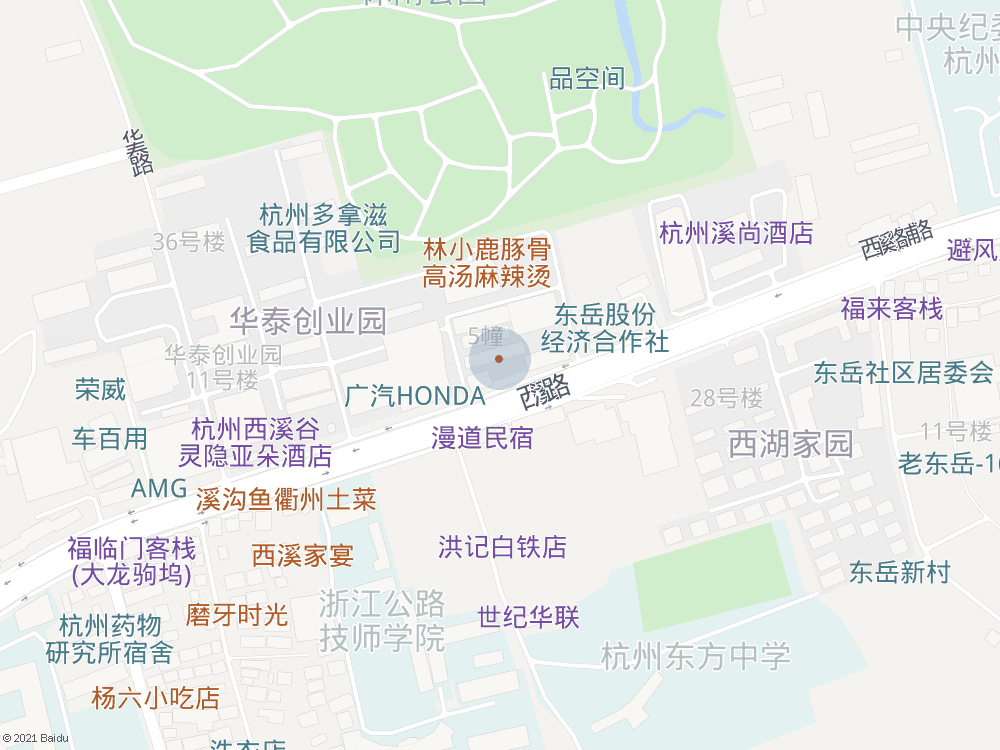 中央纪委
杭州
品空间
华泰路
杭州多拿滋
食品有限公司
36号楼
林小鹿豚骨
高汤麻辣烫
杭州溪尚酒店
西溪路辅路
避风
福来客栈
华泰创业园
5幢
东岳股份
经济合作社
华泰创业园
11号楼
荣威
广汽HONDA
西溪路
东岳社区居委会
28号楼
车百用
杭州西溪谷
灵隐亚朵酒店
漫道民宿
西湖家园
11号楼
老东岳-16
AMG
溪沟鱼衢州土菜
福临门客栈
(大龙驹坞)
西溪家宴
洪记白铁店
东岳新村
磨牙时光
浙江公路
技师学院
世纪华联
杭州药物
研究所宿舍
杭州东方中学
杨六小吃店
洗衣店
© 2021 Baidu